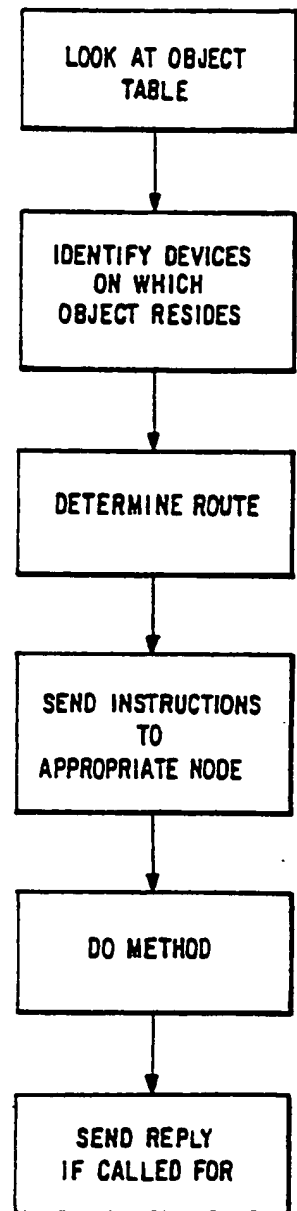 LOOK AT OBJECT
TABLE
IDENTIFY DEVICES
ON WHICH
OBJECT RESIDES
DETERMINE ROUTE
SEND INSTRUCTIONS
TO
APPROPRIATE NODE
DO METHOD
SEND REPLY
IF CALLED FOR